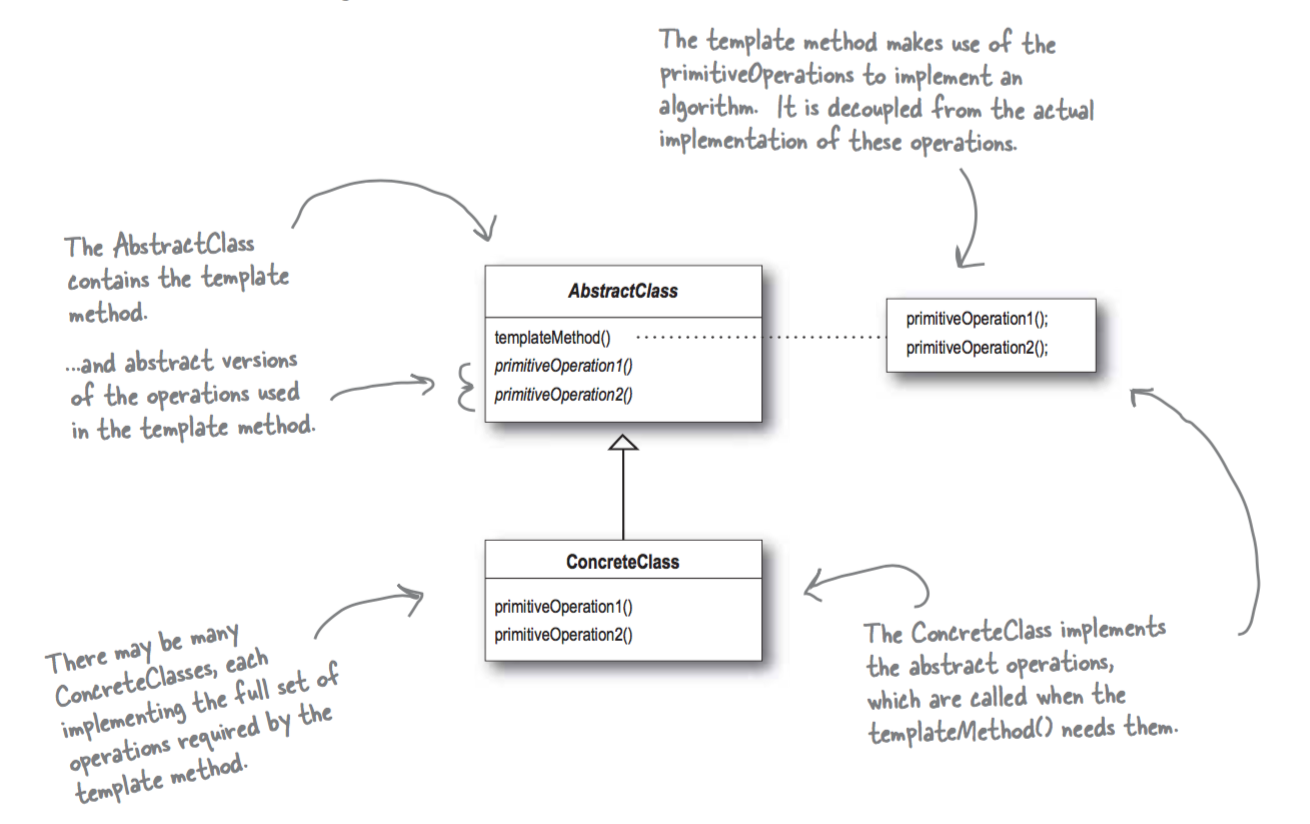 The template method makes use of the
primitiveOperations to implement an
algorithm. It is decoupled from the actual
implementation of these operations.
The AbstractClass
contains the template
method.
...and abstract versions
of the operations used
in the template method.
AbstractClass
templateMethod()
primitiveOperation1()
primitiveOperation2()
primitiveOperation1();
primitiveOperation2();
ConcreteClass
primitiveOperation1()
primitiveOperation2()
There may be many
ConcreteClasses, each
implementing the full set of
operations required by the
template method.
The ConcreteClass implements
the abstract operations,
which are called when the
templateMethod() needs them.